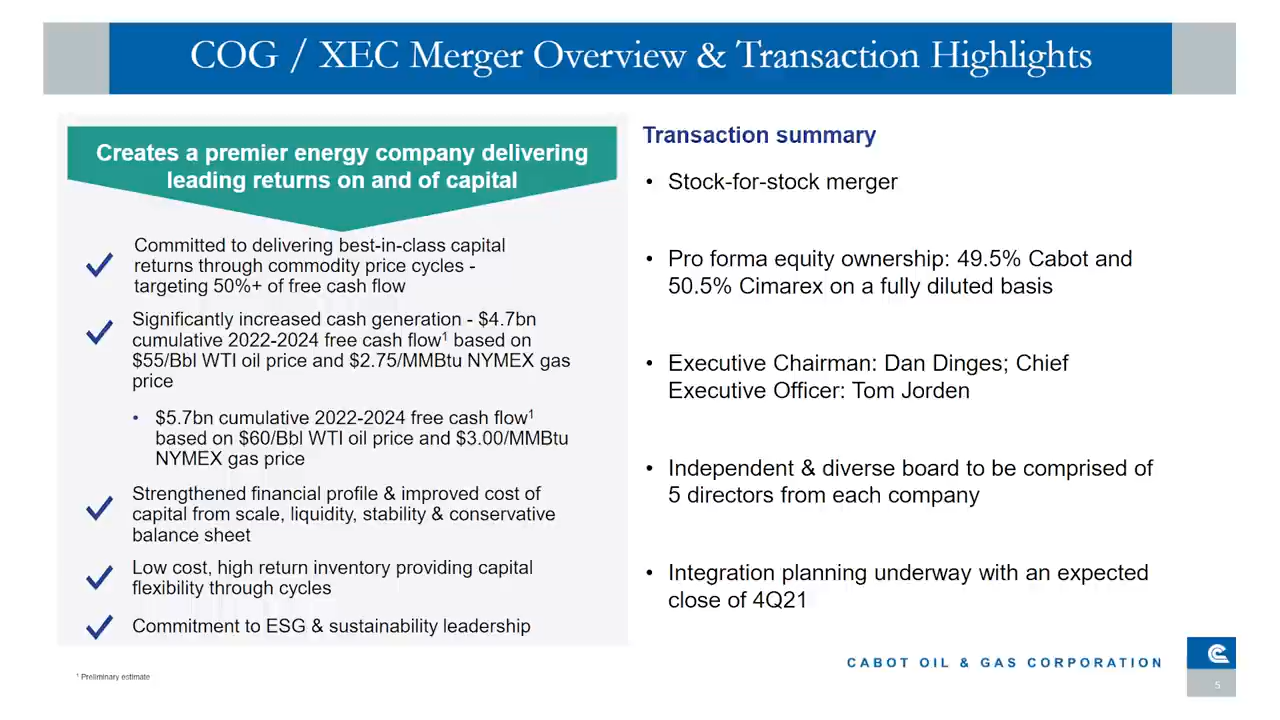 COG / XEC Merger Overview & Transaction Highlights
Creates a premier energy company delivering
leading returns on and of capital
Committed to delivering best-in-class capital
returns through commodity price cycles -
targeting 50%+ of free cash flow
Significantly increased cash generation - $4.7bn
cumulative 2022-2024 free cash flow¹ based on
$55/Bbl WTI oil price and $2.75/MMBtu NYMEX gas
price
• $5.7bn cumulative 2022-2024 free cash flow¹
based on $60/Bbl WTI oil price and $3.00/MMBtu
NYMEX gas price
Strengthened financial profile & improved cost of
capital from scale, liquidity, stability & conservative
balance sheet
Low cost, high return inventory providing capital
flexibility through cycles
Commitment to ESG & sustainability leadership
¹ Preliminary estimate
Transaction summary
• Stock-for-stock merger
• Pro forma equity ownership: 49.5% Cabot and
50.5% Cimarex on a fully diluted basis
• Executive Chairman: Dan Dinges; Chief
Executive Officer: Tom Jorden
• Independent & diverse board to be comprised of
5 directors from each company
• Integration planning underway with an expected
close of 4Q21
CABOT OIL & GAS CORPORATION
5